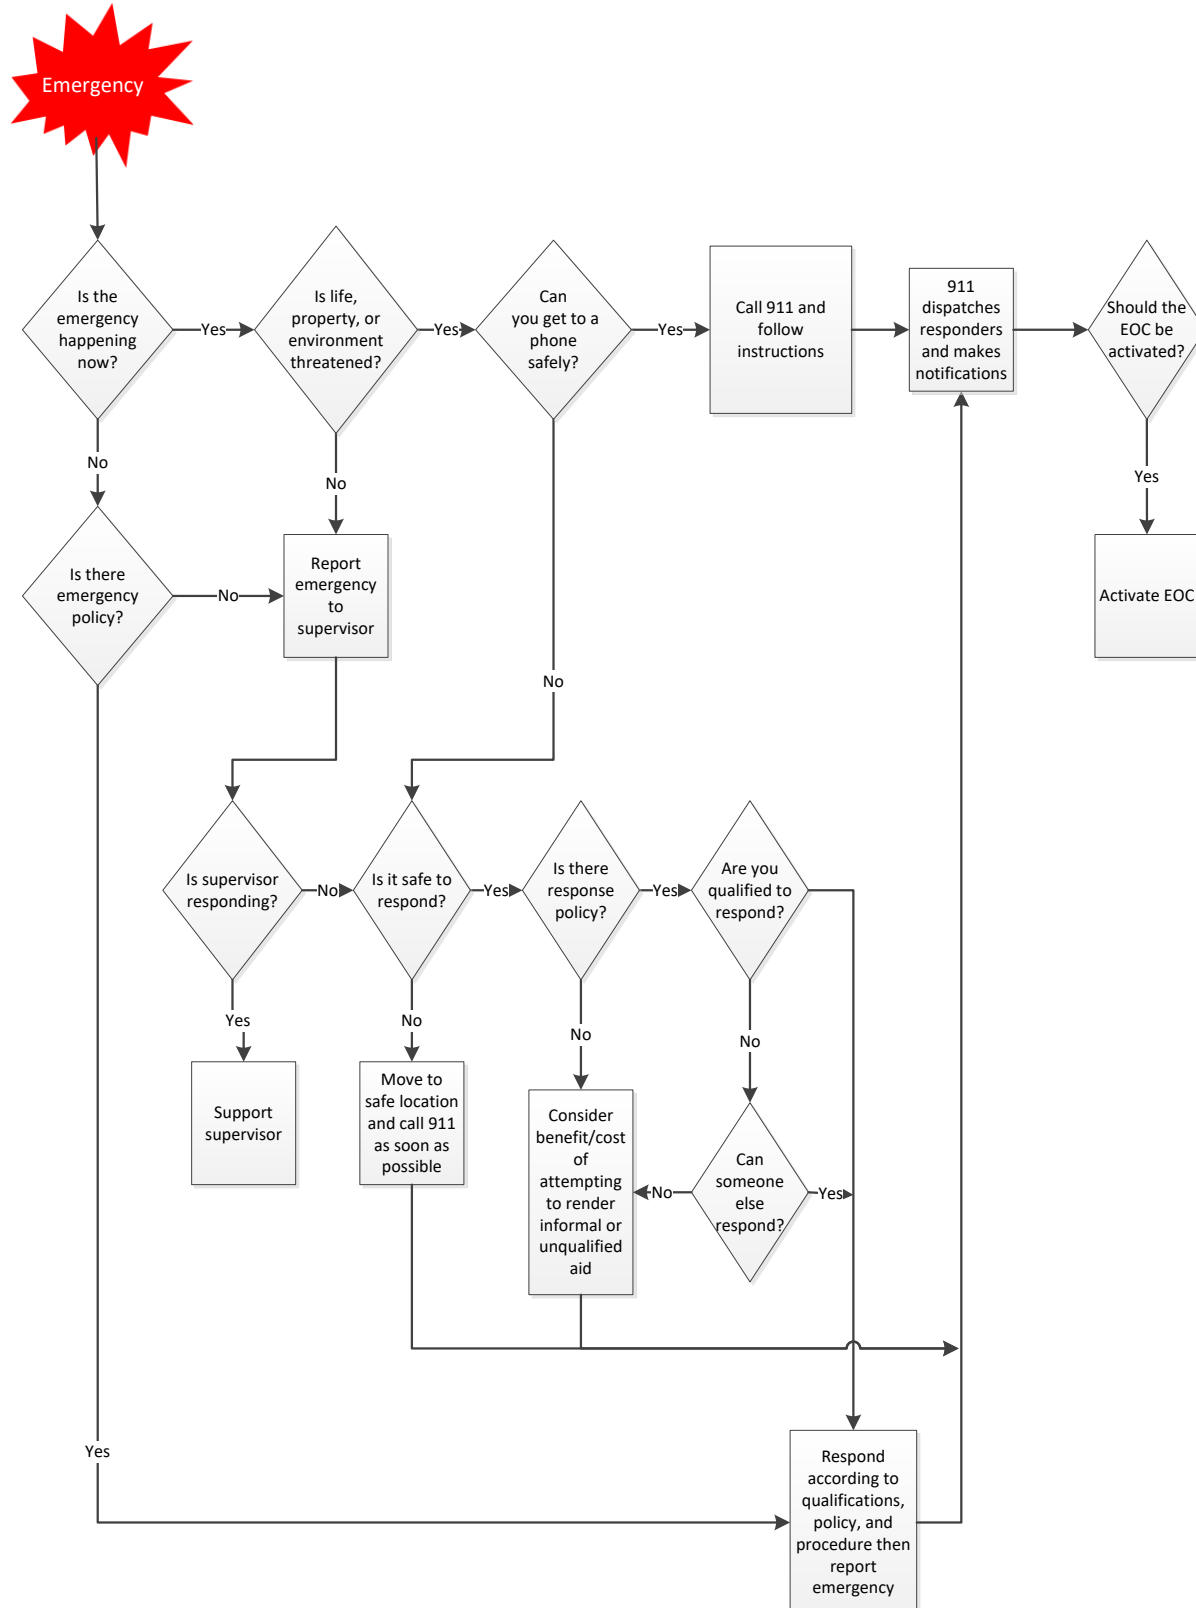 Emergency
Is the
emergency
happening
now?
Yes
Is life,
property, or
environment
threatened?
Yes
Can
you get to a
phone
safely?
Yes
Call 911 and
follow
instructions
911
dispatches
responders
and makes
notifications
Should the
EOC be
activated?
No
No
Yes
Is there
emergency
policy?
No
Report
emergency
to
supervisor
Activate EOC
No
Is supervisor
responding?
No
Is it safe to
respond?
Yes
Is there
response
policy?
Yes
Are you
qualified to
respond?
Yes
No
No
No
Support
supervisor
Move to
safe location
and call 911
as soon as
possible
Consider
benefit/cost
of
attempting
to render
informal or
unqualified
aid
No
Can
someone
else
respond?
Yes
Yes
Respond
according to
qualifications,
policy, and
procedure then
report
emergency